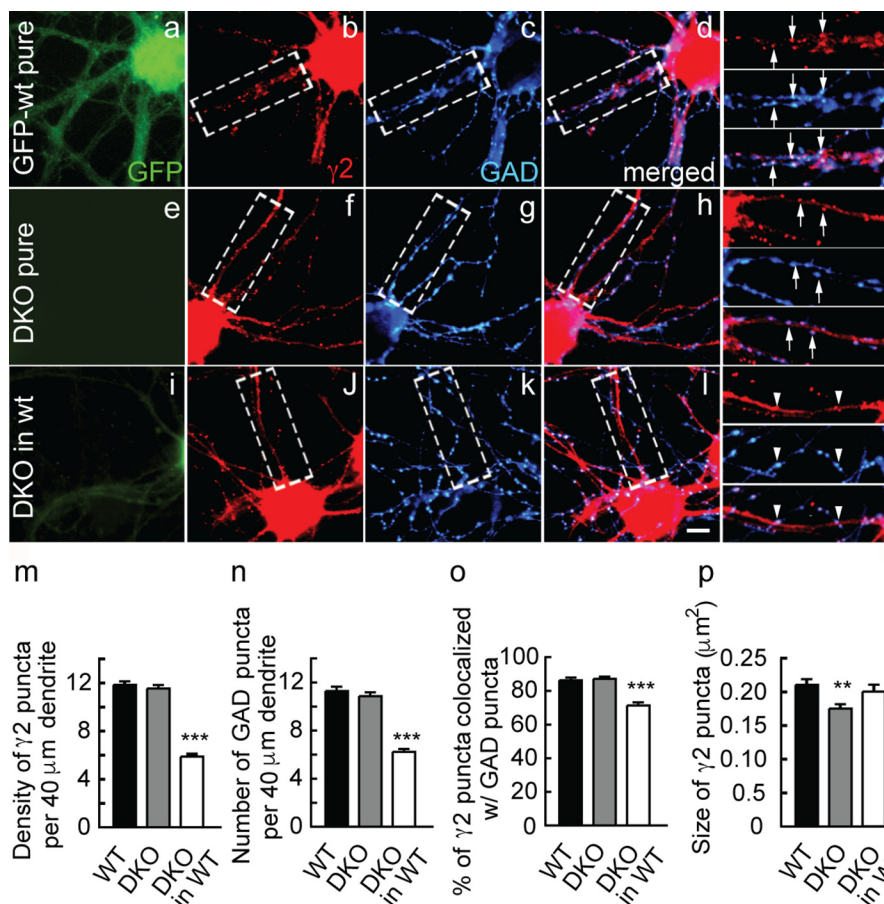 GFP-wt pure
a
GFP
b
γ2
c
GAD
d
merged
DKO pure
e
f
g
h
DKO in wt
i
J
k
l
m
Density of γ2 puncta
per 40 μm dendrite
12
8
4
0
***
WT
DKO
DKO
in WT
n
Number of GAD puncta
per 40 μm dendrite
12
8
4
0
***
WT
DKO
DKO
in WT
o
% of γ2 puncta colocalized
w/ GAD puncta
100
80
60
40
20
0
***
WT
DKO
DKO
in WT
p
Size of γ2 puncta (μm²)
0.20
0.15
0.10
0.05
0
**
WT
DKO
DKO
in W